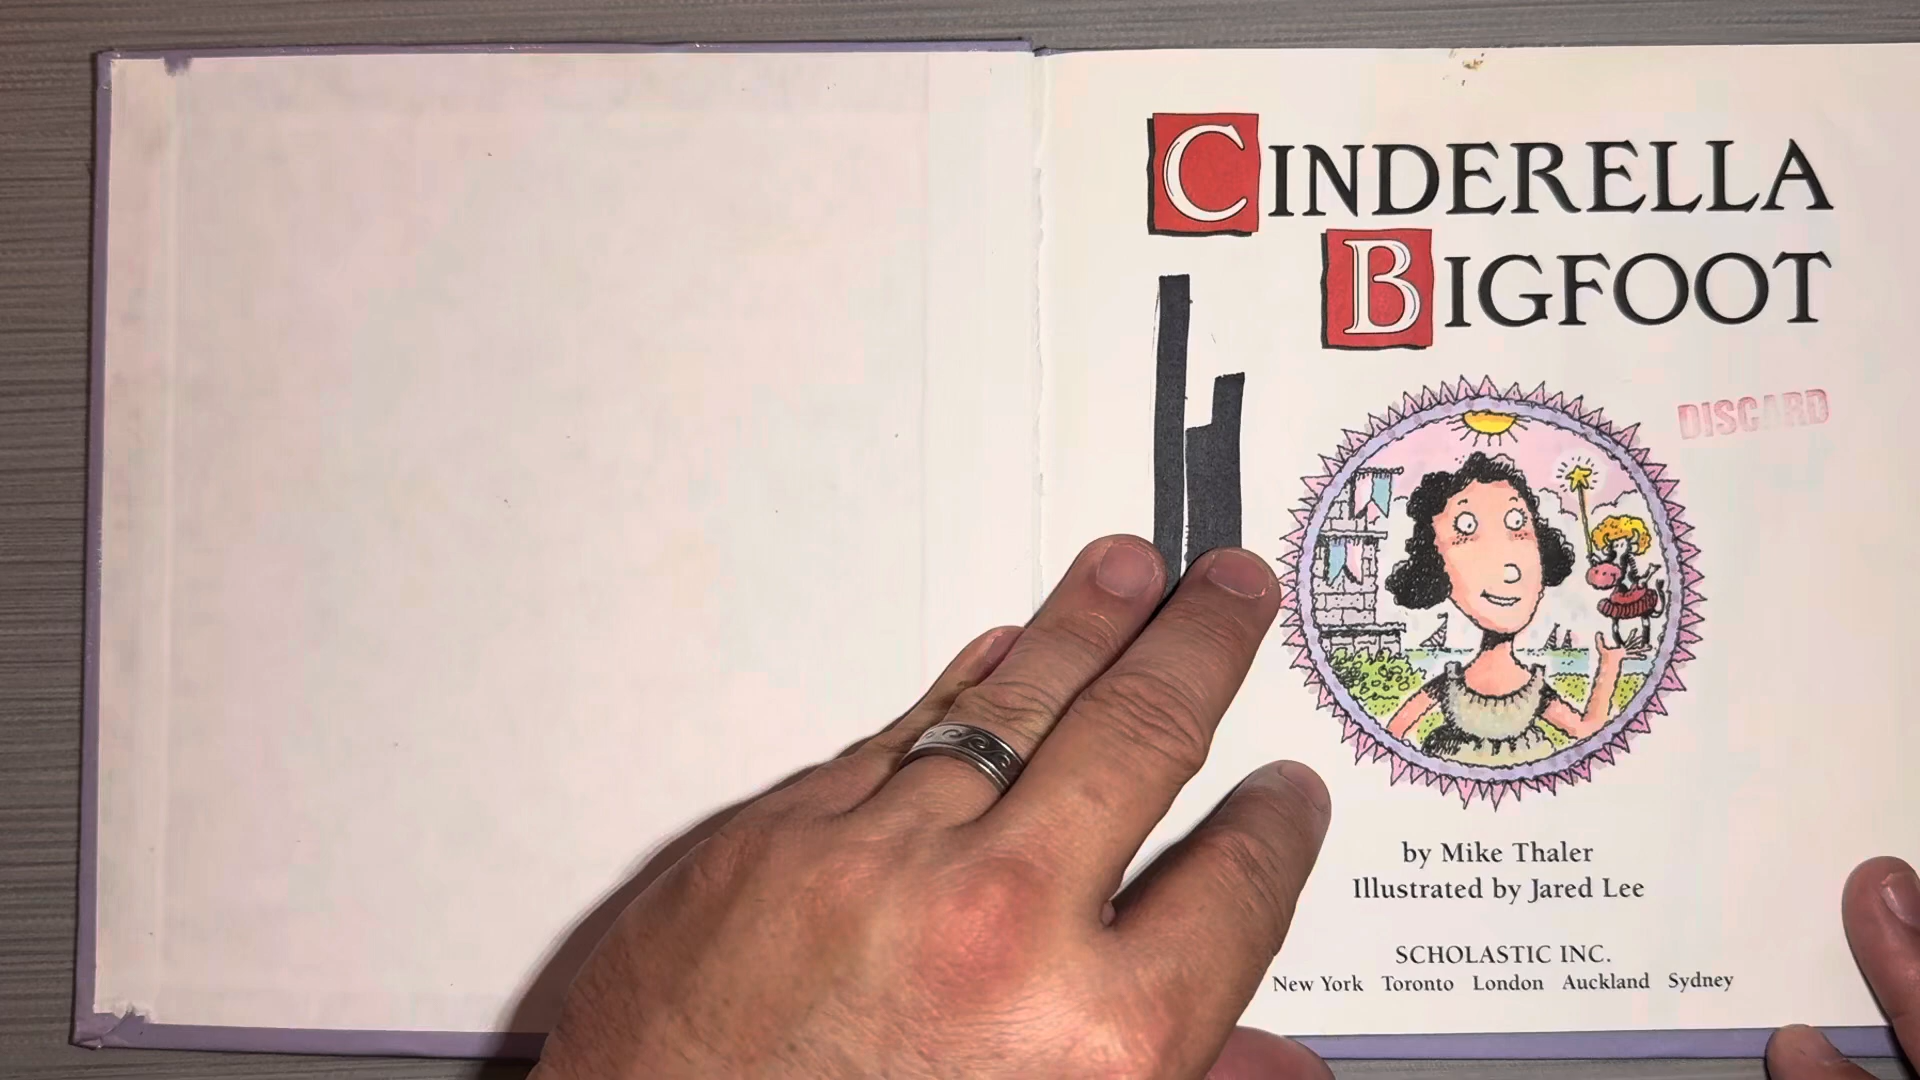 CINDERELLA
BIGFOOT
DISCARD
by Mike Thaler
Illustrated by Jared Lee
SCHOLASTIC INC.
New York Toronto London Auckland Sydney